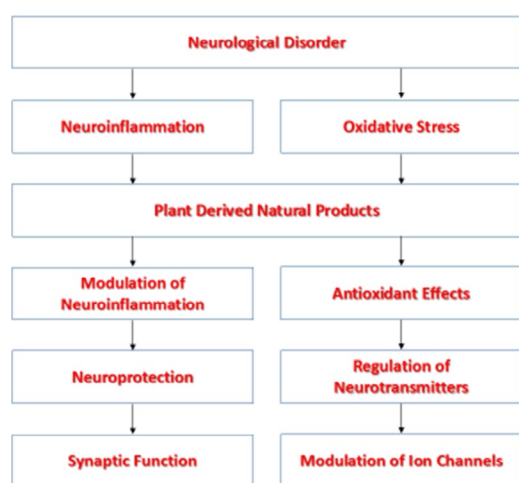 Neurological Disorder
Neuroinflammation
Oxidative Stress
Plant Derived Natural Products
Modulation of
Neuroinflammation
Antioxidant Effects
Neuroprotection
Regulation of
Neurotransmitters
Synaptic Function
Modulation of Ion Channels